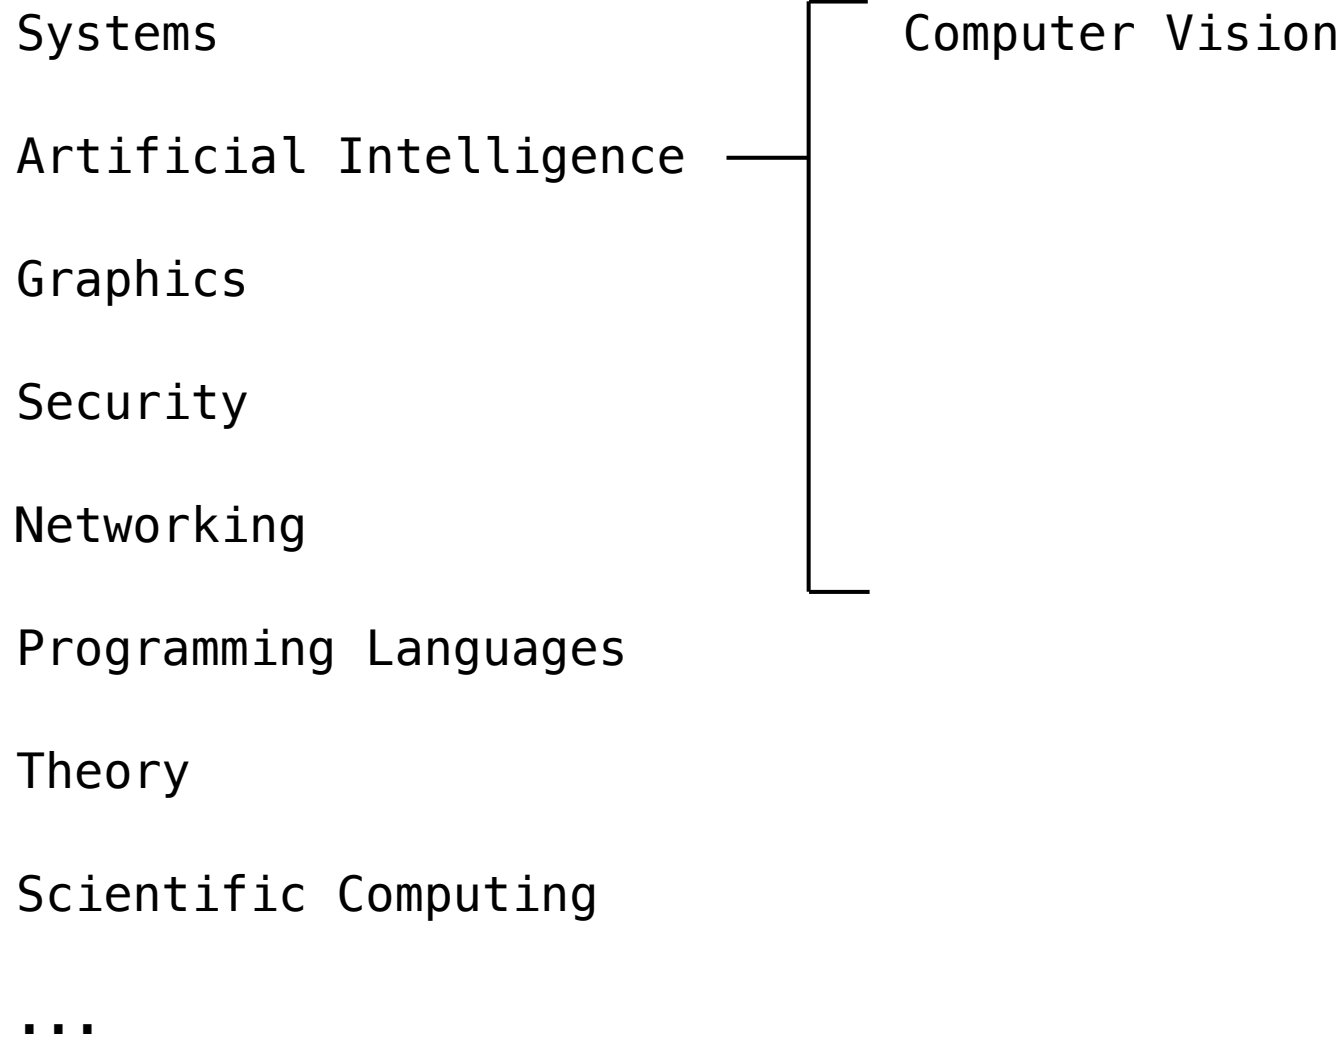 Systems
Artificial Intelligence
Graphics
Security
Networking
Programming Languages
Theory
Scientific Computing
...
Computer Vision